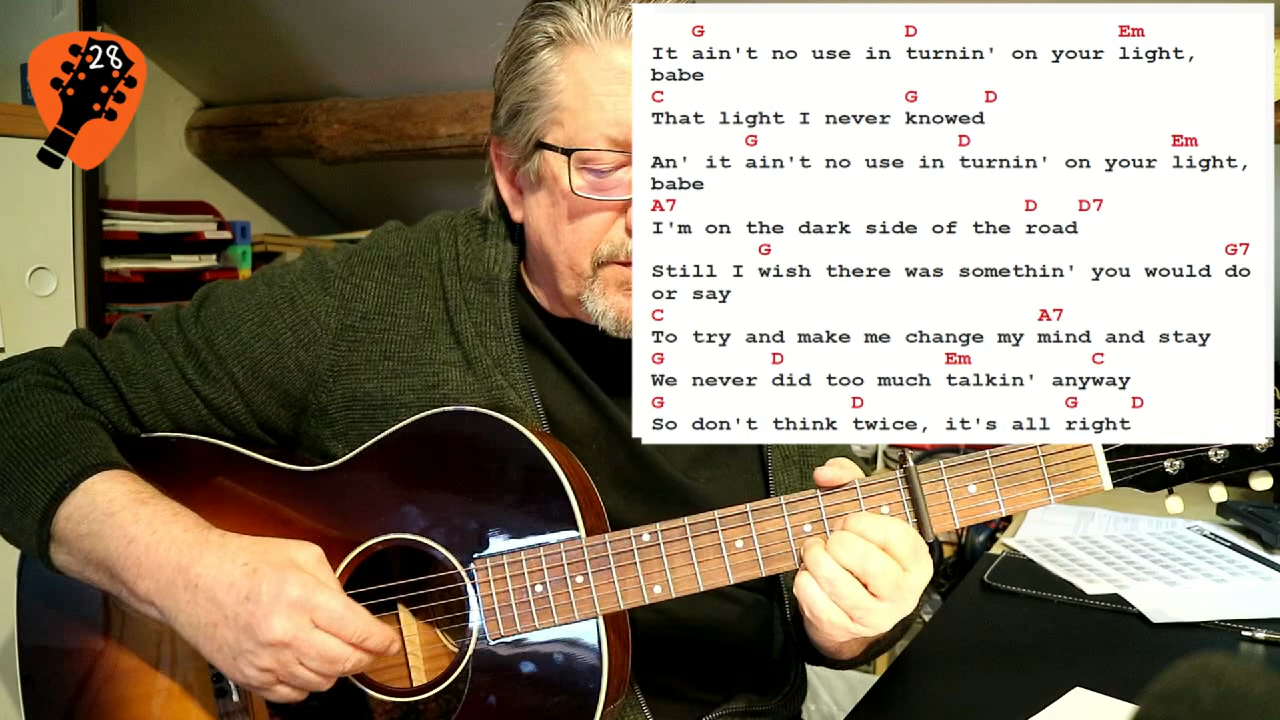 28
G D Em
It ain't no use in turnin' on your light,
babe
C G D
That light I never knowed
G D Em
An' it ain't no use in turnin' on your light,
babe
A7 D D7
I'm on the dark side of the road
G G7
Still I wish there was somethin' you would do
or say
C A7
To try and make me change my mind and stay
G D Em C
We never did too much talkin' anyway
G D G D
So don't think twice, it's all right